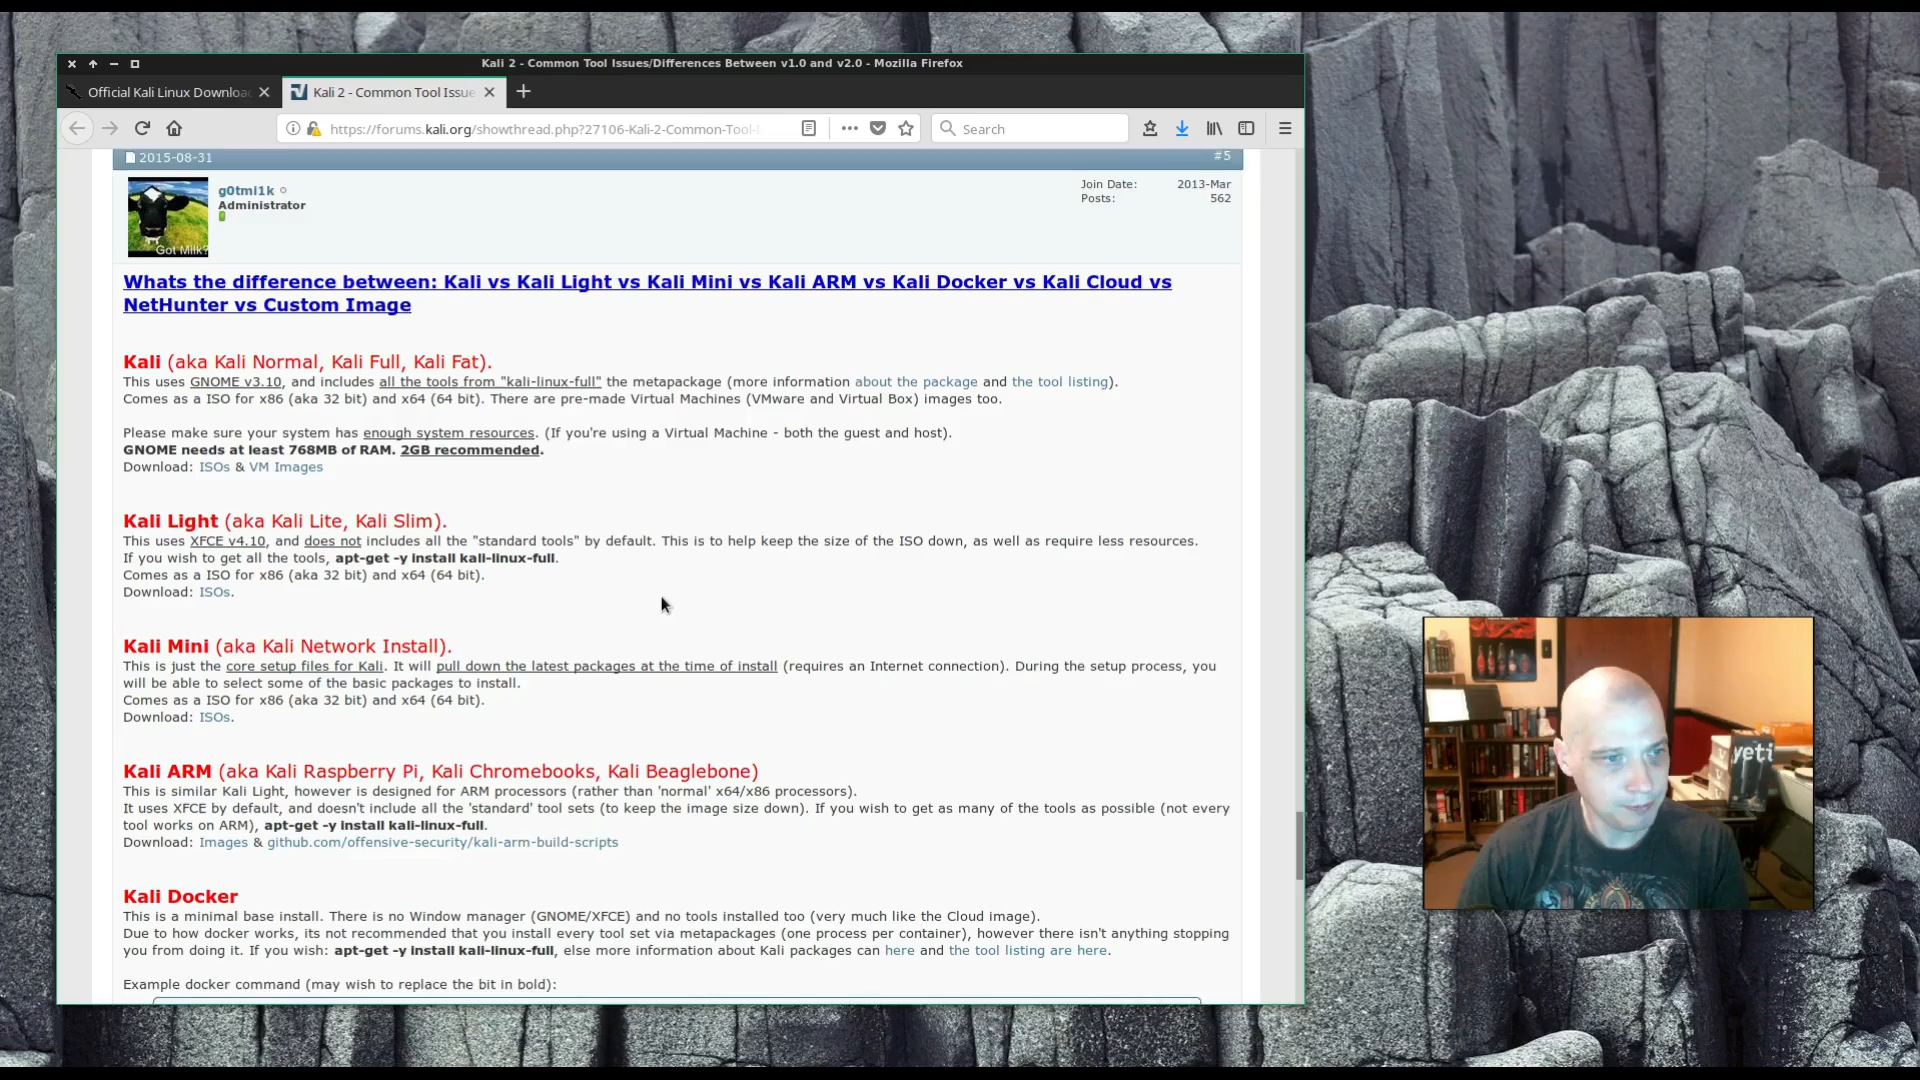 Kali 2 - Common Tool Issues/Differences Between v1.0 and v2.0 - Mozilla Firefox
Official Kali Linux Downloa
Kali 2 - Common Tool Issue
https://forums.kali.org/showthread.php?27106-Kali-2-Common-Tool-
Search
2015-08-31
#5
g0tmi1k
Administrator
Join Date: 2013-Mar
Posts: 562
Got Milk?
Whats the difference between: Kali vs Kali Light vs Kali Mini vs Kali ARM vs Kali Docker vs Kali Cloud vs
NetHunter vs Custom Image
Kali (aka Kali Normal, Kali Full, Kali Fat).
This uses GNOME v3.10, and includes all the tools from "kali-linux-full" the metapackage (more information about the package and the tool listing).
Comes as a ISO for x86 (aka 32 bit) and x64 (64 bit). There are pre-made Virtual Machines (VMware and Virtual Box) images too.
Please make sure your system has enough system resources. (If you're using a Virtual Machine - both the guest and host).
GNOME needs at least 768MB of RAM. 2GB recommended.
Download: ISOs & VM Images
Kali Light (aka Kali Lite, Kali Slim).
This uses XFCE v4.10, and does not includes all the "standard tools" by default. This is to help keep the size of the ISO down, as well as require less resources.
If you wish to get all the tools, apt-get -y install kali-linux-full.
Comes as a ISO for x86 (aka 32 bit) and x64 (64 bit).
Download: ISOs.
Kali Mini (aka Kali Network Install).
This is just the core setup files for Kali. It will pull down the latest packages at the time of install (requires an Internet connection). During the setup process, you
will be able to select some of the basic packages to install.
Comes as a ISO for x86 (aka 32 bit) and x64 (64 bit).
Download: ISOs.
Kali ARM (aka Kali Raspberry Pi, Kali Chromebooks, Kali Beaglebone)
This is similar Kali Light, however is designed for ARM processors (rather than 'normal' x64/x86 processors).
It uses XFCE by default, and doesn't include all the 'standard' tool sets (to keep the image size down). If you wish to get as many of the tools as possible (not every
tool works on ARM), apt-get -y install kali-linux-full.
Download: Images & github.com/offensive-security/kali-arm-build-scripts
Kali Docker
This is a minimal base install. There is no Window manager (GNOME/XFCE) and no tools installed too (very much like the Cloud image).
Due to how docker works, its not recommended that you install every tool set via metapackages (one process per container), however there isn't anything stopping
you from doing it. If you wish: apt-get -y install kali-linux-full, else more information about Kali packages can here and the tool listing are here.
Example docker command (may wish to replace the bit in bold):
yeti